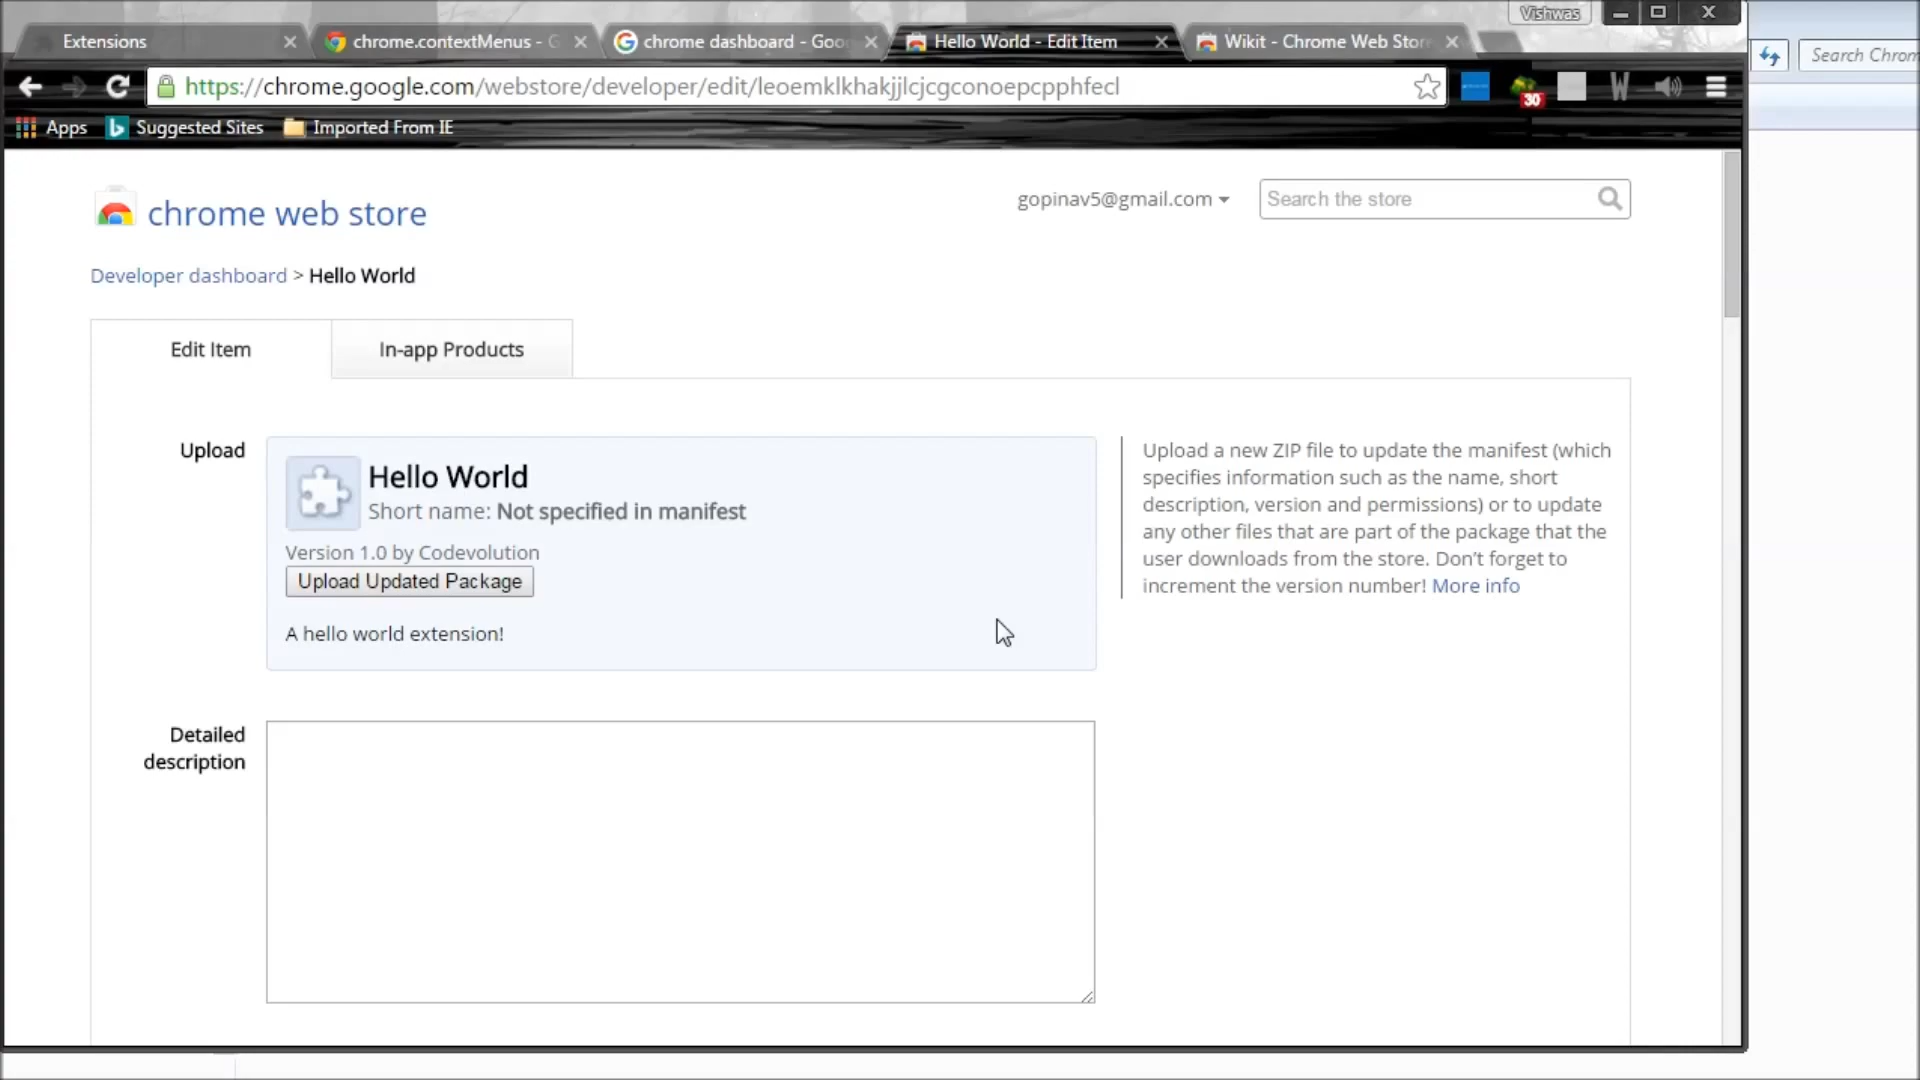 Vishwas
Extensions
chrome.contextMenus - G
chrome dashboard - Goo
Hello World - Edit Item
Wikit - Chrome Web Stor
Search Chrom
https://chrome.google.com/webstore/developer/edit/leoemklkhakjjlcjcgconoepcpphfecl
30
W
Apps
Suggested Sites
Imported From IE
chrome web store
gopinav5@gmail.com
Search the store
Developer dashboard > Hello World
Edit Item
In-app Products
Upload
Hello World
Short name: Not specified in manifest
Version 1.0 by Codevolution
Upload Updated Package
A hello world extension!
Upload a new ZIP file to update the manifest (which
specifies information such as the name, short
description, version and permissions) or to update
any other files that are part of the package that the
user downloads from the store. Don't forget to
increment the version number! More info
Detailed
description